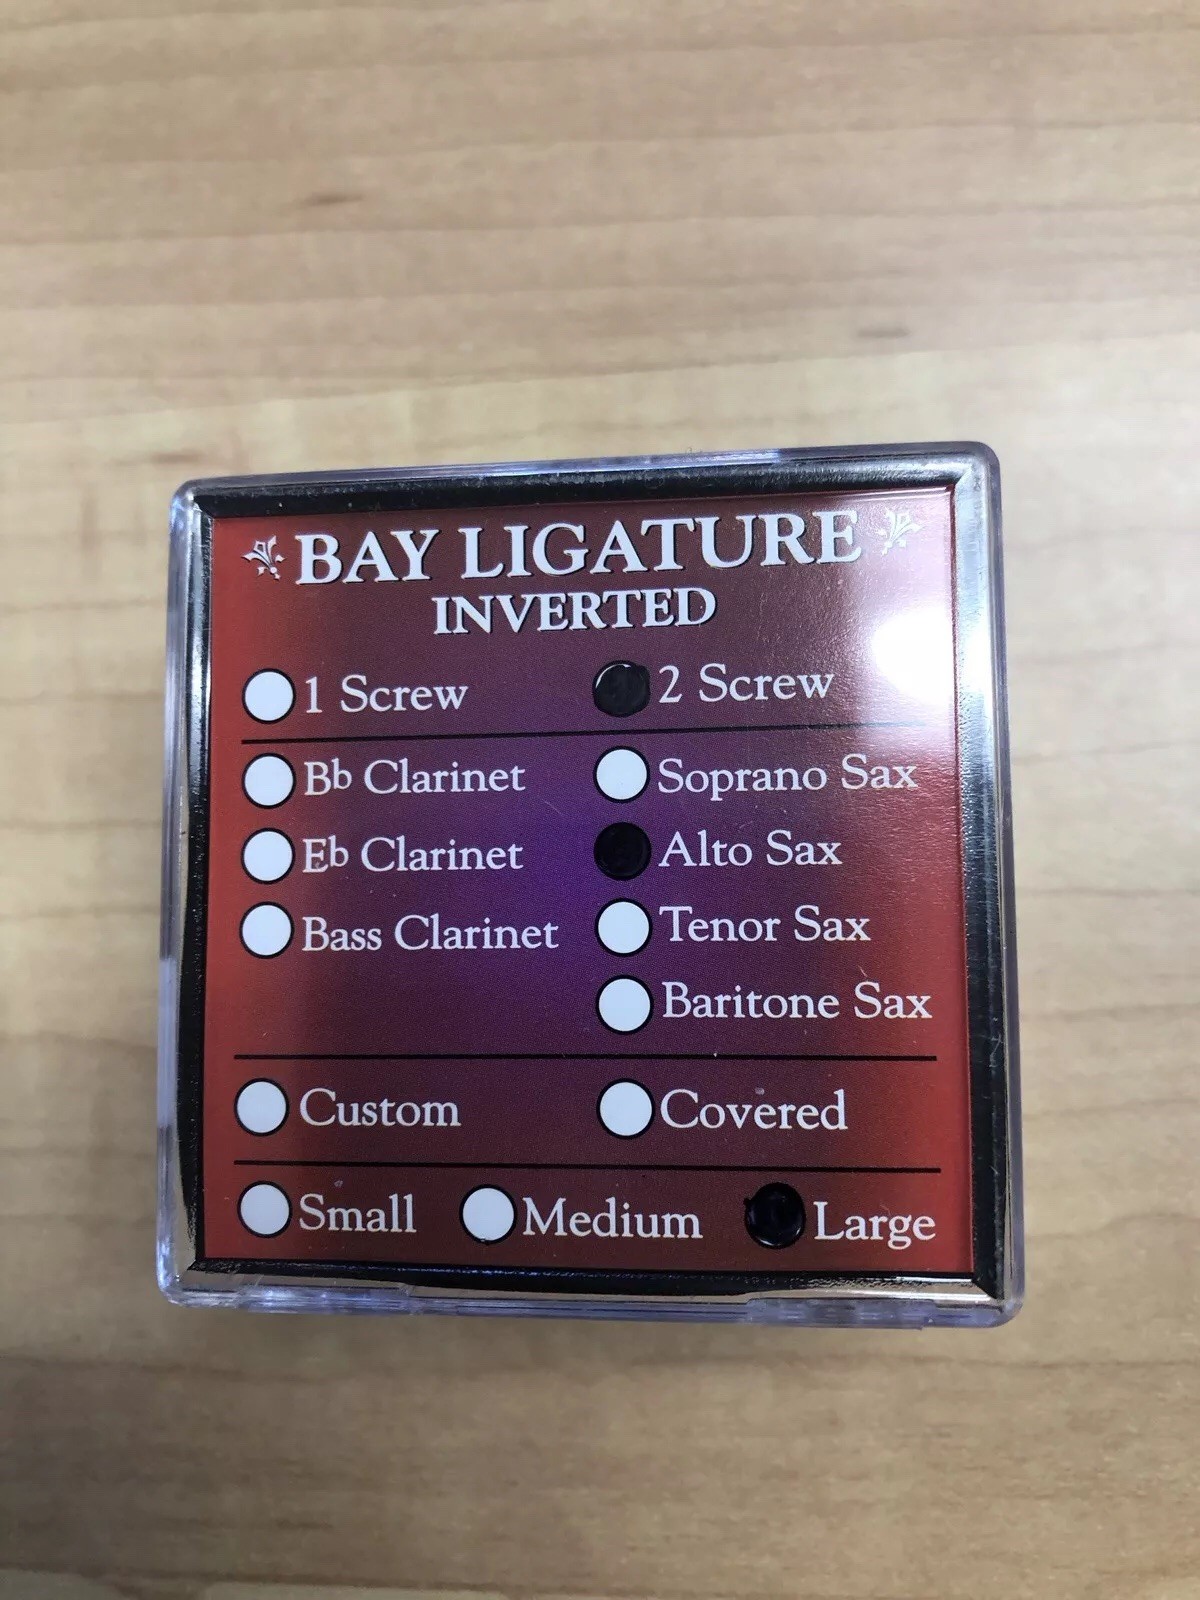 BAY LIGATURE
INVERTED
1 Screw 2 Screw
Bb Clarinet Soprano Sax
Eb Clarinet Alto Sax
Bass Clarinet Tenor Sax
Baritone Sax
Custom Covered
Small Medium Large